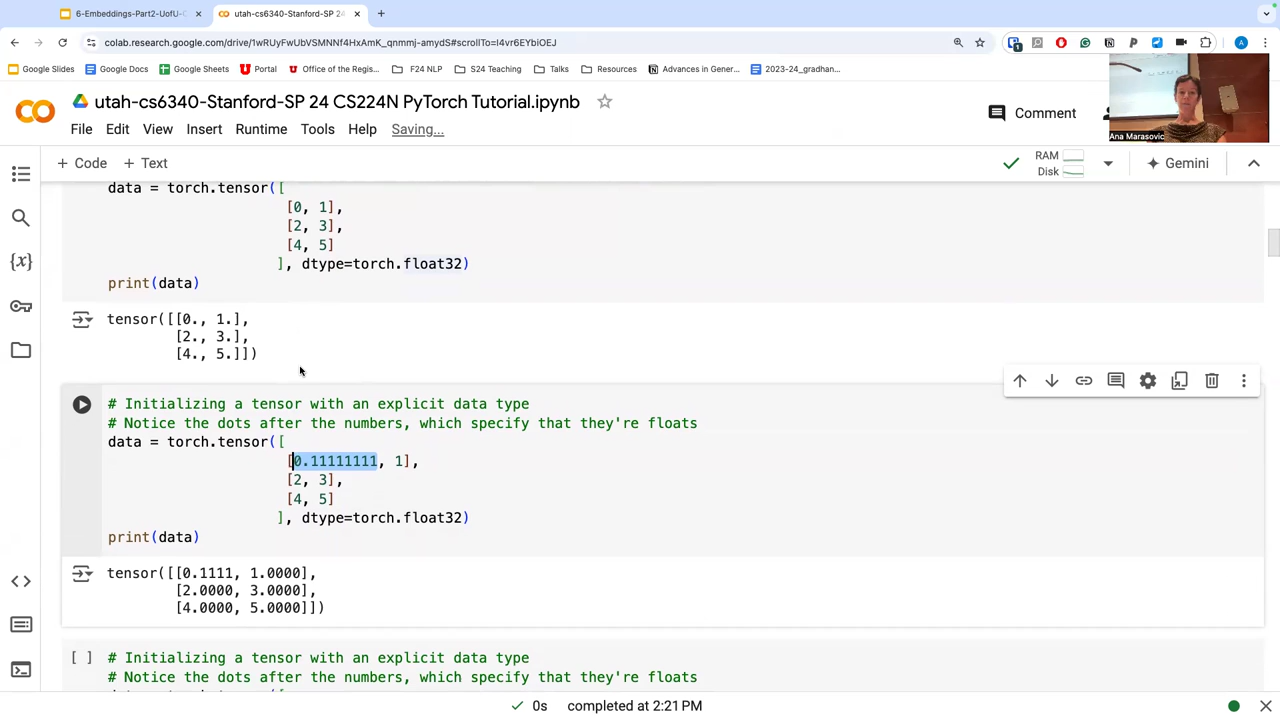 6-Embeddings-Part2-UofU-C
utah-cs6340-Stanford-SP 24
colab.research.google.com/drive/1wRUyFwUbVSMNNf4HxAmK_qnmmj-amydS#scrollTo=I4vr6EYbiOEJ
Google Slides
Google Docs
Google Sheets
Portal
Office of the Regis...
F24 NLP
S24 Teaching
Talks
Resources
Advances in Gener...
2023-24_gradhan...
utah-cs6340-Stanford-SP 24 CS224N PyTorch Tutorial.ipynb
Comment
Ana Marasovic
File Edit View Insert Runtime Tools Help Saving...
+ Code + Text
RAM
Disk
Gemini
data = torch.tensor([
[0, 1],
[2, 3],
[4, 5]
], dtype=torch.float32)
print(data)
tensor([[0., 1.],
[2., 3.],
[4., 5.]])
# Initializing a tensor with an explicit data type
# Notice the dots after the numbers, which specify that they're floats
data = torch.tensor([
[0.11111111, 1],
[2, 3],
[4, 5]
], dtype=torch.float32)
print(data)
tensor([[0.1111, 1.0000],
[2.0000, 3.0000],
[4.0000, 5.0000]])
[ ] # Initializing a tensor with an explicit data type
# Notice the dots after the numbers, which specify that they're floats
0s completed at 2:21 PM